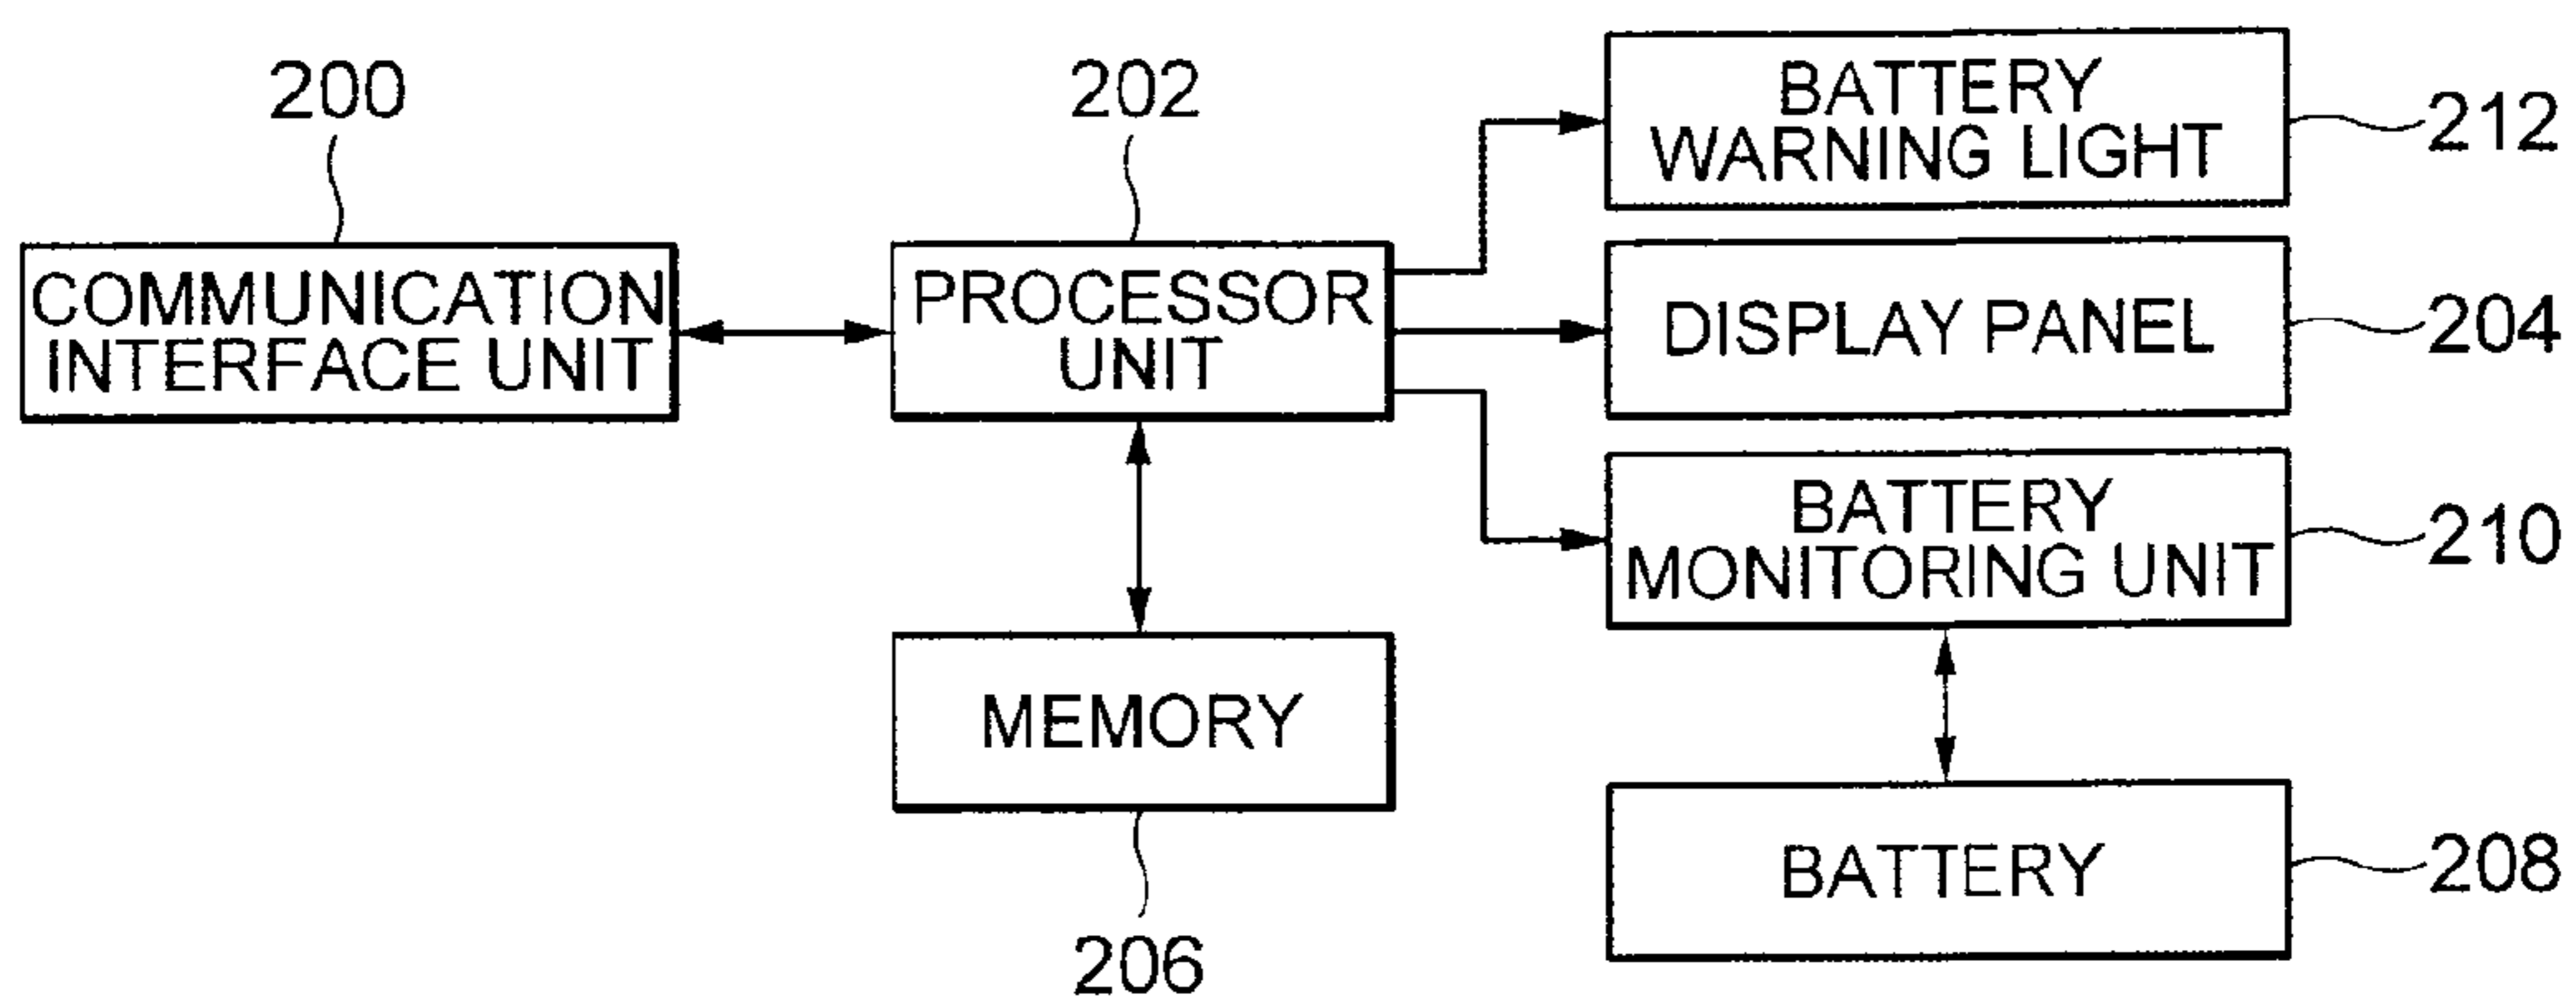 200
COMMUNICATION
INTERFACE UNIT
202
PROCESSOR
UNIT
MEMORY
206
BATTERY
WARNING LIGHT
212
DISPLAY PANEL
204
BATTERY
MONITORING UNIT
210
BATTERY
208